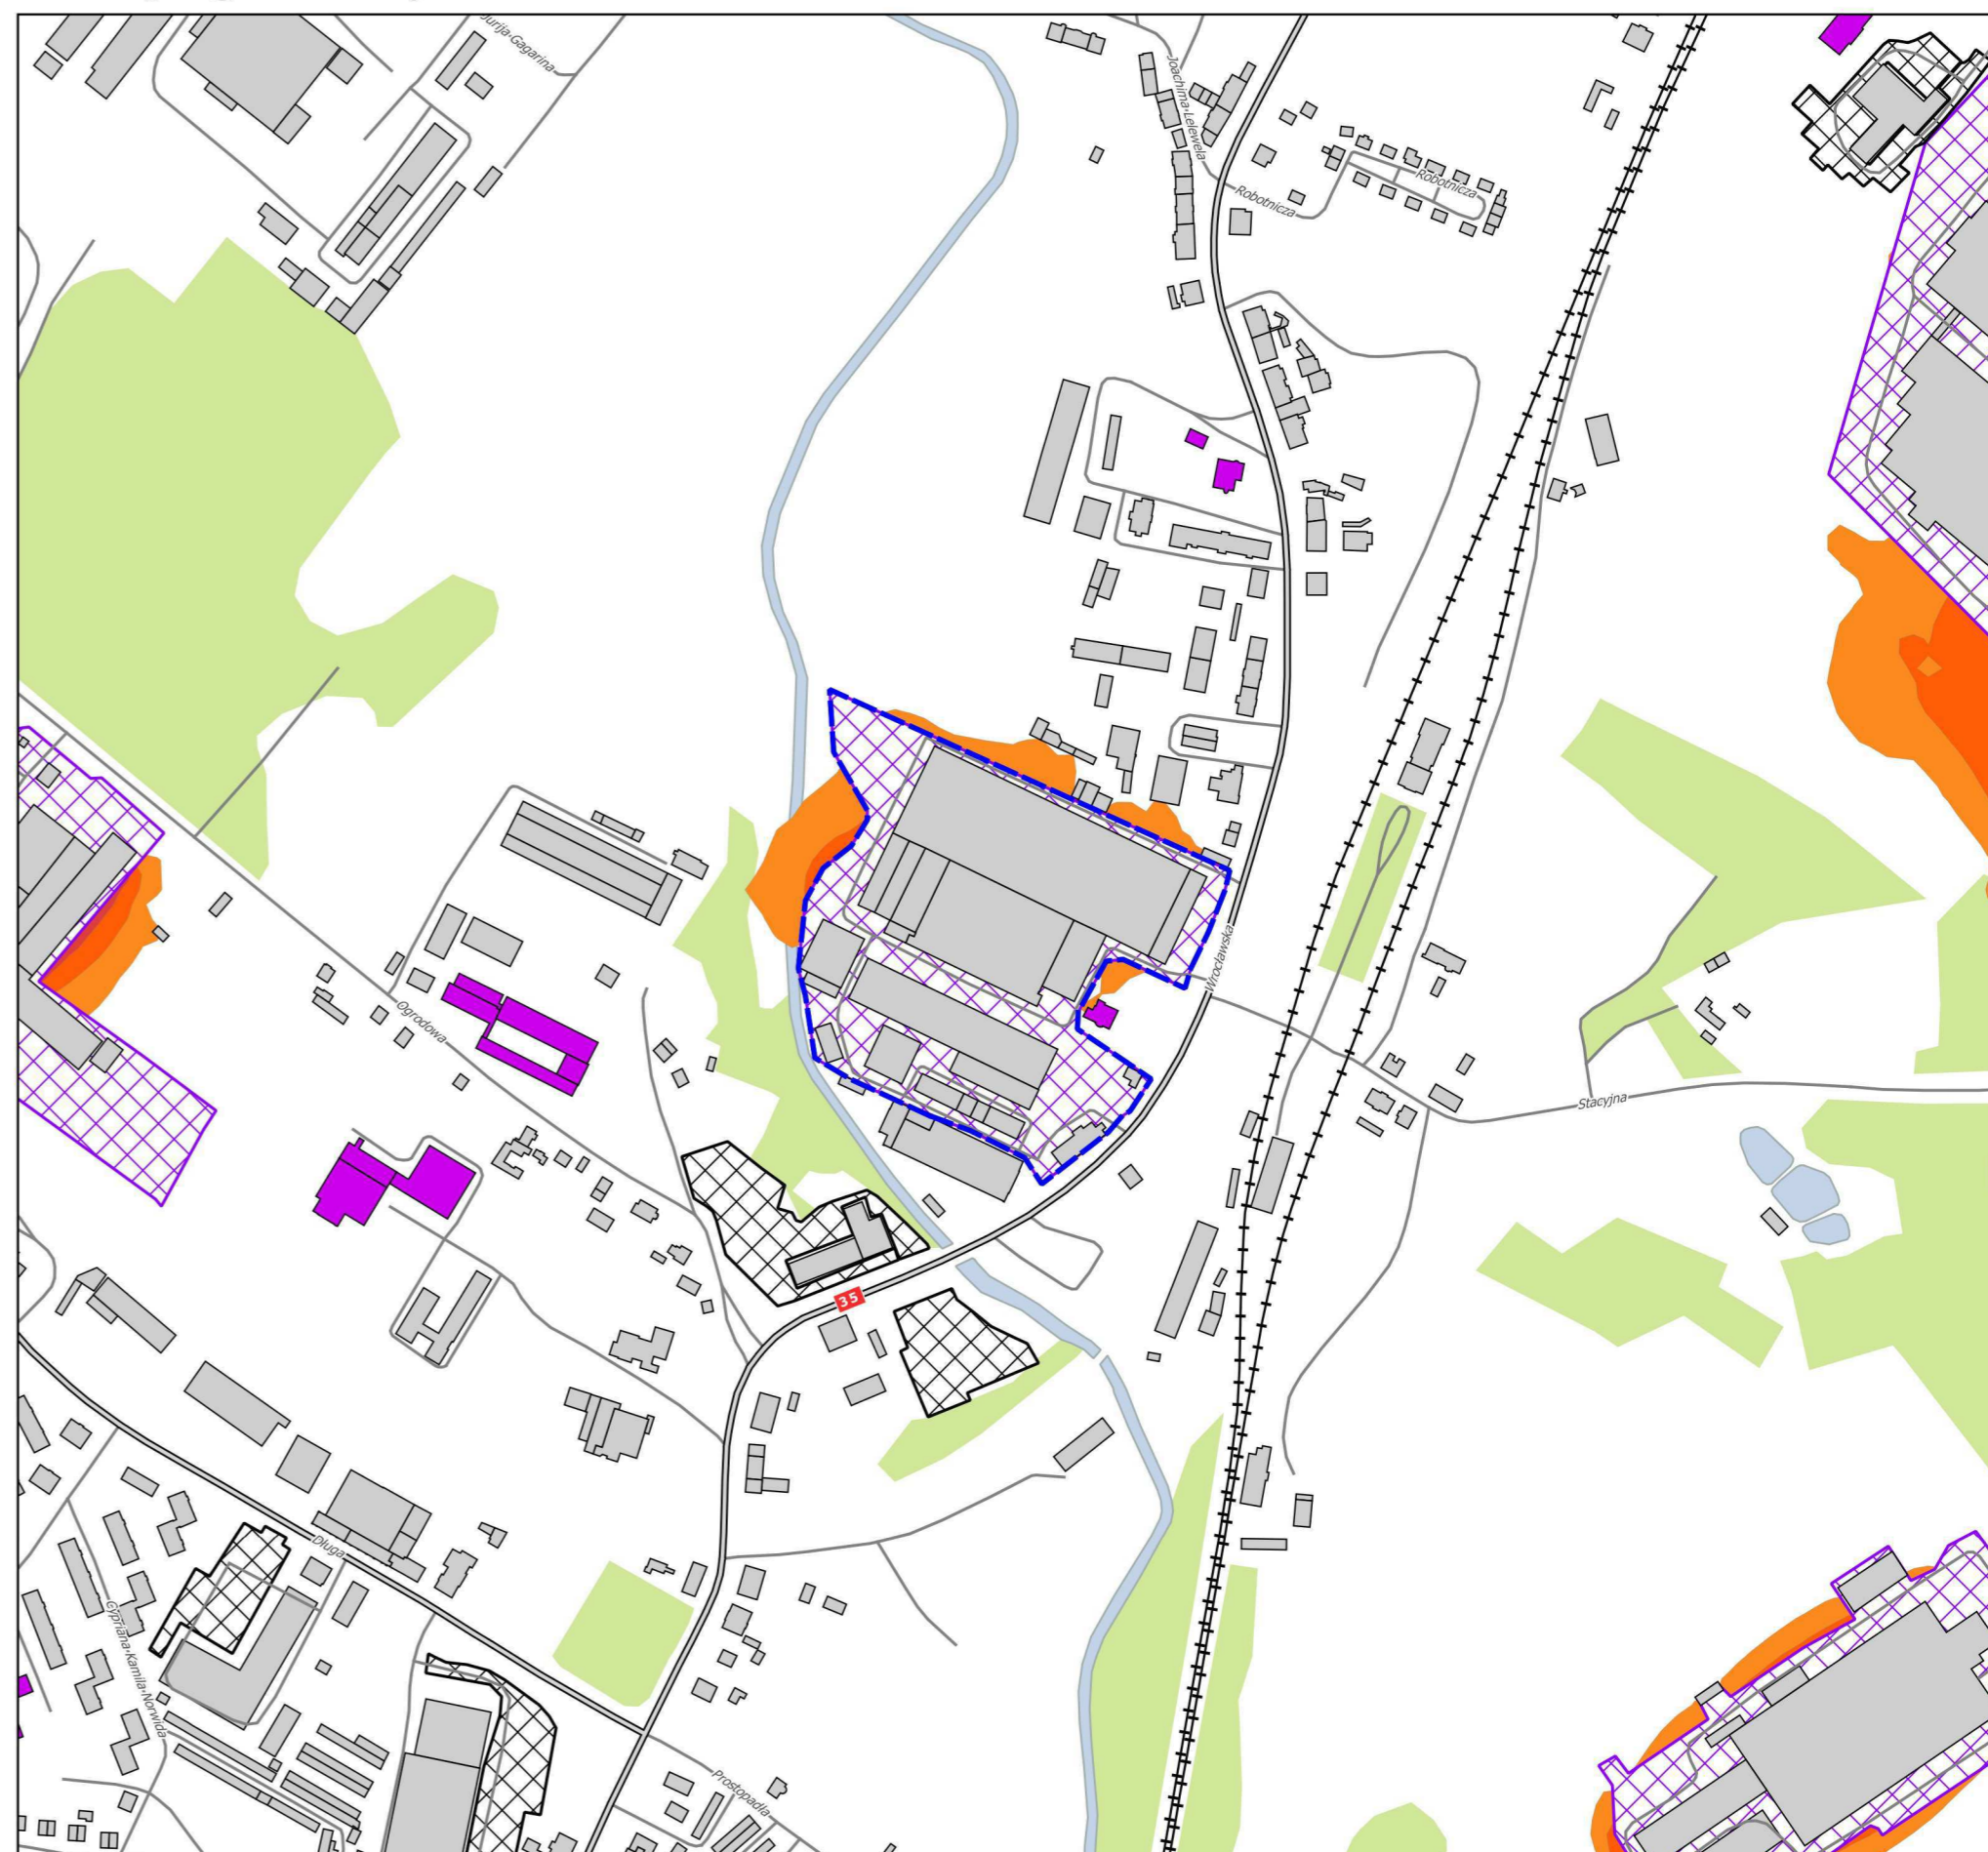 Jurija-Gagarina
Joachima-Lelewela
Robotnicza
Robotnicza
Wrocławska
Ogrodowa
Stacyjna
35
Długa
Cypriana-Kamila-Norwida
Prostopadła